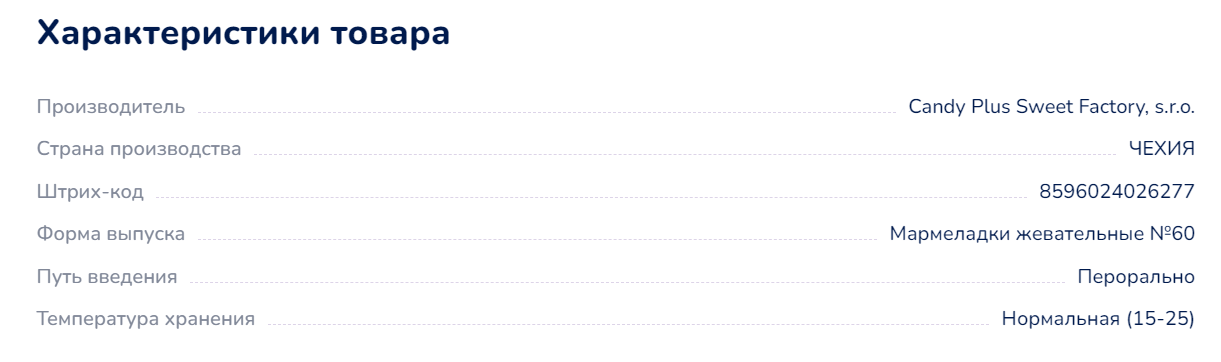 Характеристики товара
Производитель Candy Plus Sweet Factory, s.r.o.
Страна производства ЧЕХИЯ
Штрих-код 8596024026277
Форма выпуска Мармеладки жевательные №60
Путь введения Перорально
Температура хранения Нормальная (15-25)